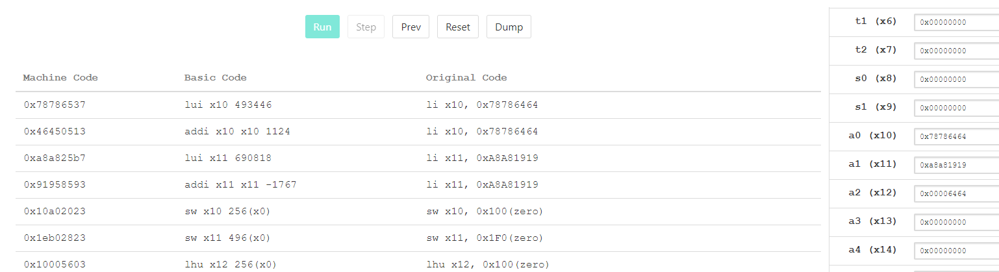 Run Step Prev Reset Dump
Machine Code Basic Code Original Code
0x78786537 lui x10 493446 li x10, 0x78786464
0x46450513 addi x10 x10 1124 li x10, 0x78786464
0xa8a825b7 lui x11 690818 li x11, 0xA8A81919
0x91958593 addi x11 x11 -1767 li x11, 0xA8A81919
0x10a02023 sw x10 256(x0) sw x10, 0x100(zero)
0x1eb02823 sw x11 496(x0) sw x11, 0x1F0(zero)
0x10005603 lhu x12 256(x0) lhu x12, 0x100(zero)
t1 (x6) 0x00000000
t2 (x7) 0x00000000
s0 (x8) 0x00000000
s1 (x9) 0x00000000
a0 (x10) 0x78786464
a1 (x11) 0xa8a81919
a2 (x12) 0x00006464
a3 (x13) 0x00000000
a4 (x14) 0x00000000